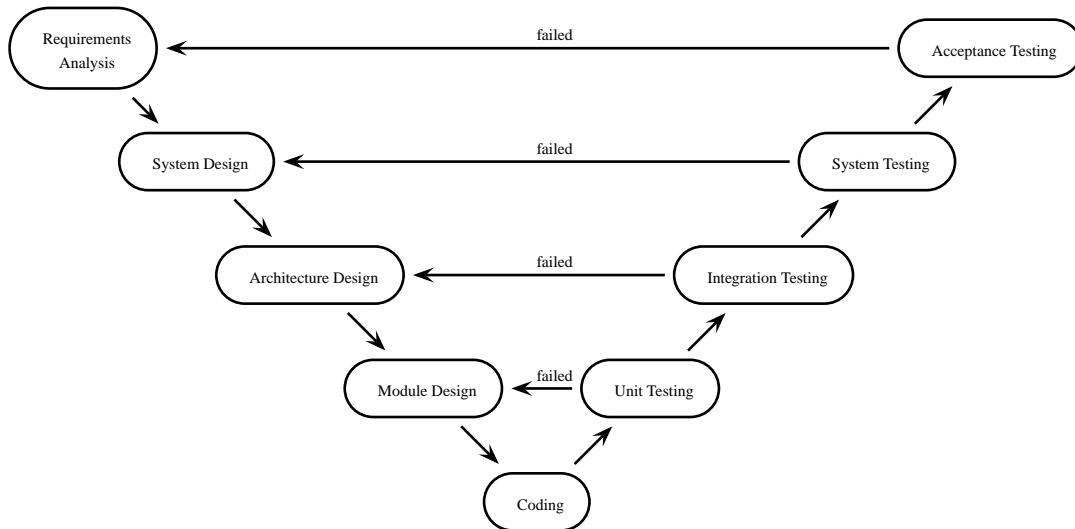 failed
Requirements
Analysis
Acceptance Testing
failed
System Design
System Testing
failed
Architecture Design
Integration Testing
failed
Module Design
Unit Testing
Coding